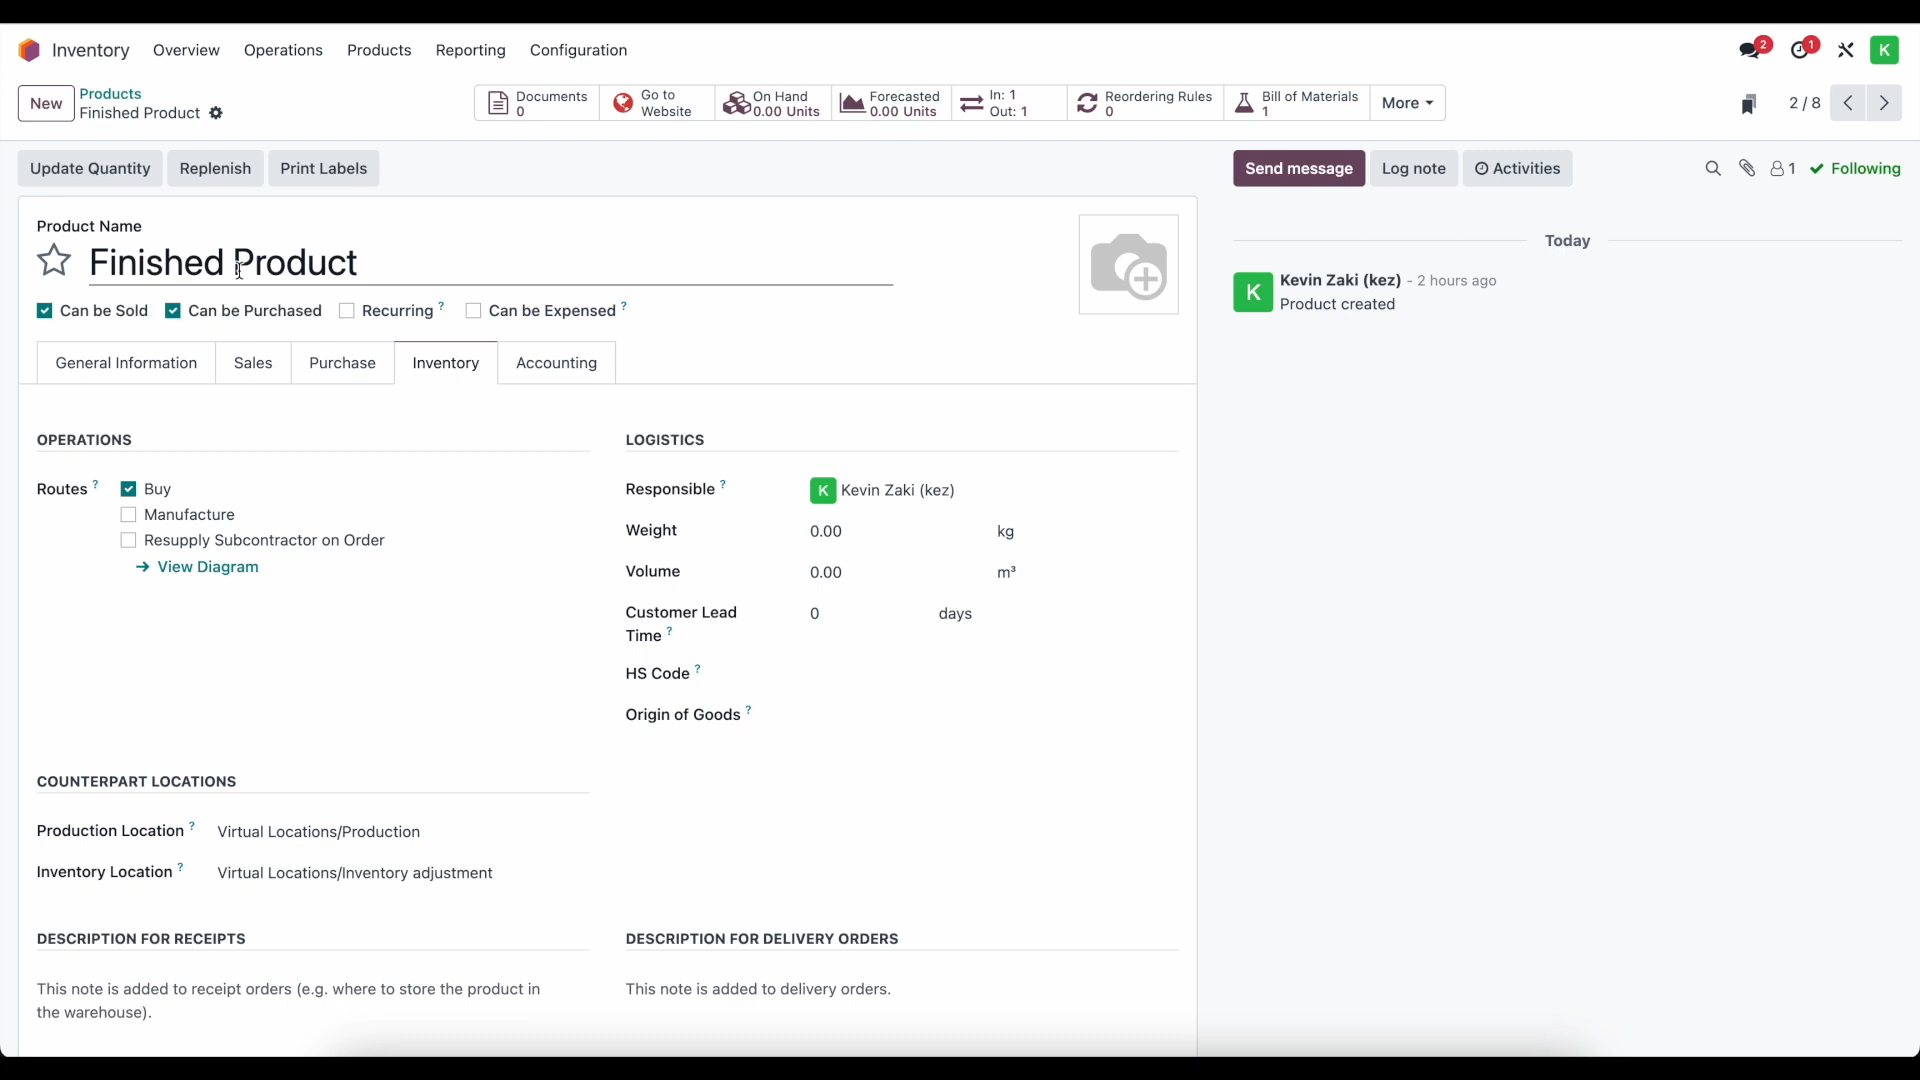 Inventory Overview Operations Products Reporting Configuration 2 1 K
New Products Documents 0 Go to Website On Hand 0.00 Units Forecasted 0.00 Units In: 1 Out: 1 Reordering Rules 0 Bill of Materials 1 More 2 / 8
Finished Product
Update Quantity Replenish Print Labels Send message Log note Activities 1 Following
Product Name
Finished Product
Today
K Kevin Zaki (kez) - 2 hours ago
Product created
Can be Sold Can be Purchased Recurring ? Can be Expensed ?
General Information Sales Purchase Inventory Accounting
OPERATIONS
Routes ? Buy
Manufacture
Resupply Subcontractor on Order
View Diagram
LOGISTICS
Responsible ? K Kevin Zaki (kez)
Weight 0.00 kg
Volume 0.00 m³
Customer Lead
Time ? 0 days
HS Code ?
Origin of Goods ?
COUNTERPART LOCATIONS
Production Location ? Virtual Locations/Production
Inventory Location ? Virtual Locations/Inventory adjustment
DESCRIPTION FOR RECEIPTS
This note is added to receipt orders (e.g. where to store the product in
the warehouse).
DESCRIPTION FOR DELIVERY ORDERS
This note is added to delivery orders.